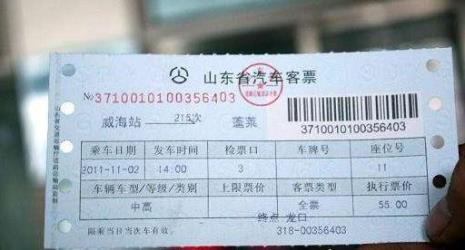 山东省汽车客票
No 3710010100356403
威海站 215次 蓬莱
3710010100356403
乘车日期 发车时间 检票口 车牌号 座位号
2011-11-02 14:00 3 11
车辆车型/等级/类别 上限票价 客票类型 执行票价
中高 全票 55.00
终点 龙口
限乘当日当次车有效。 318-00356403